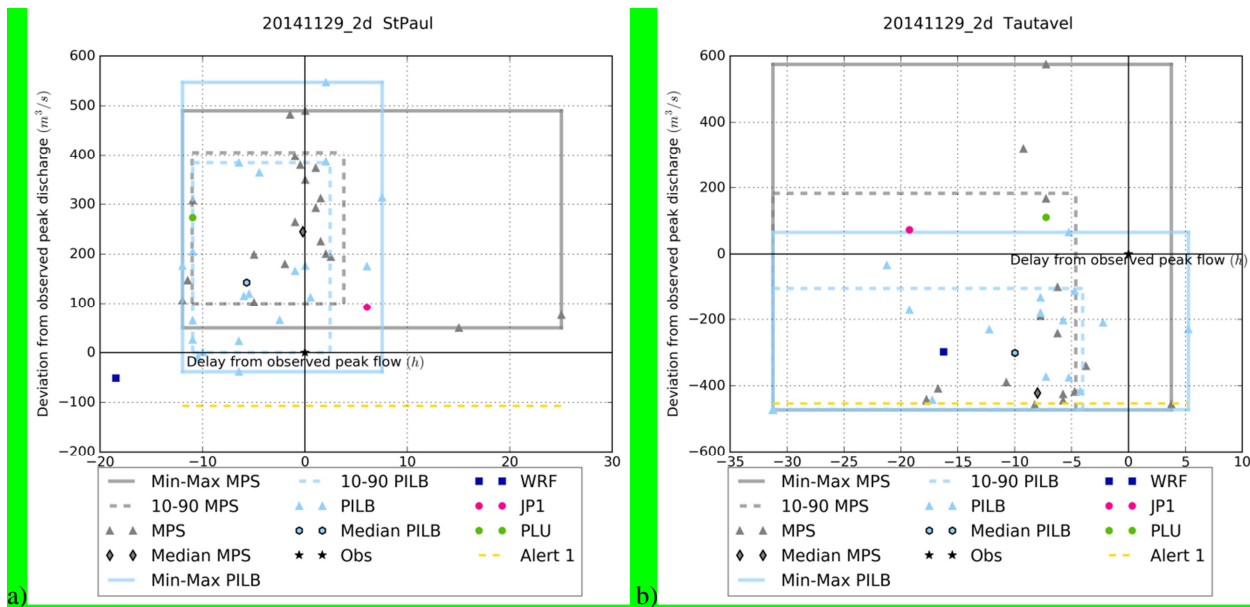 20141129_2d StPaul
Deviation from observed peak discharge (m³/s)
600
500
400
300
200
100
0
−100
−200
Delay from observed peak flow (h)
−20
−10
0
10
20
30
Min-Max MPS
10-90 MPS
MPS
Median MPS
Min-Max PILB
10-90 PILB
PILB
Median PILB
Obs
WRF
JP1
PLU
Alert 1
a)
20141129_2d Tautavel
Deviation from observed peak discharge (m³/s)
600
400
200
0
−200
−400
−600
Delay from observed peak flow (h)
−35
−30
−25
−20
−15
−10
−5
0
5
10
Min-Max MPS
10-90 MPS
MPS
Median MPS
Min-Max PILB
10-90 PILB
PILB
Median PILB
Obs
WRF
JP1
PLU
Alert 1
b)